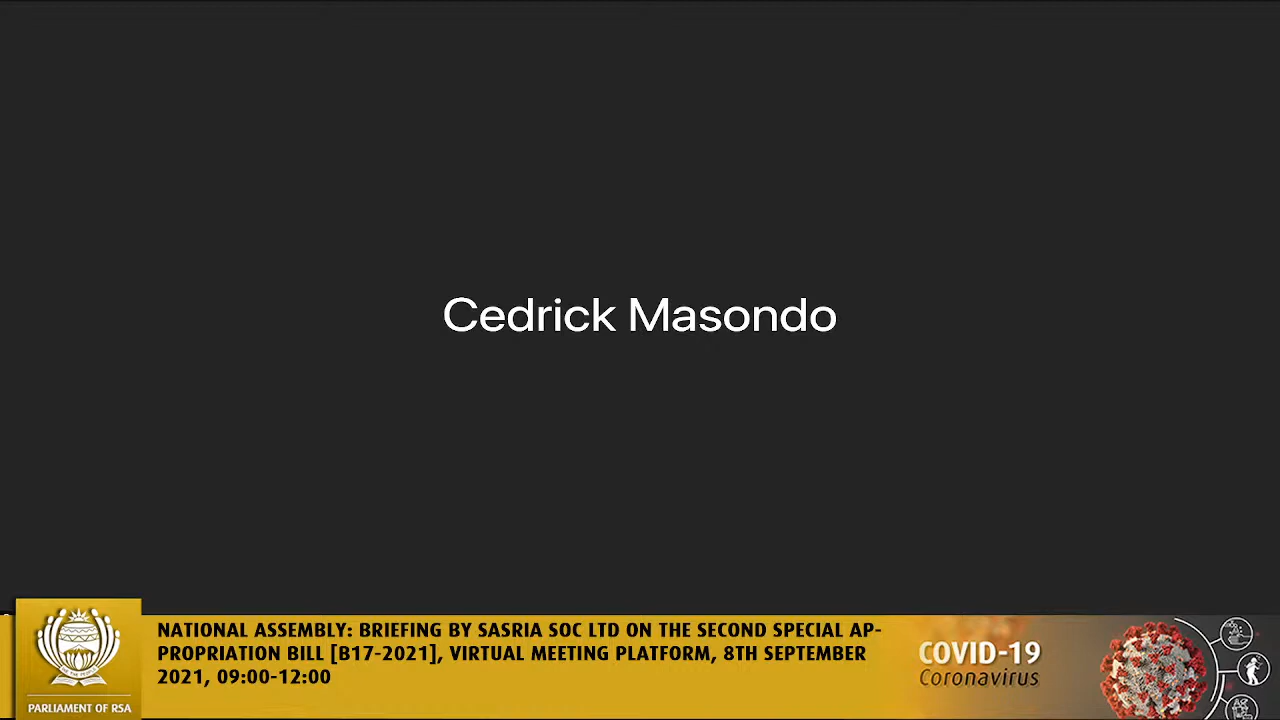 Cedrick Masondo
NATIONAL ASSEMBLY: BRIEFING BY SASRIA SOC LTD ON THE SECOND SPECIAL AP-
PROPRIATION BILL [B17-2021], VIRTUAL MEETING PLATFORM, 8TH SEPTEMBER
2021, 09:00-12:00
COVID-19
Coronavirus
PARLIAMENT OF RSA